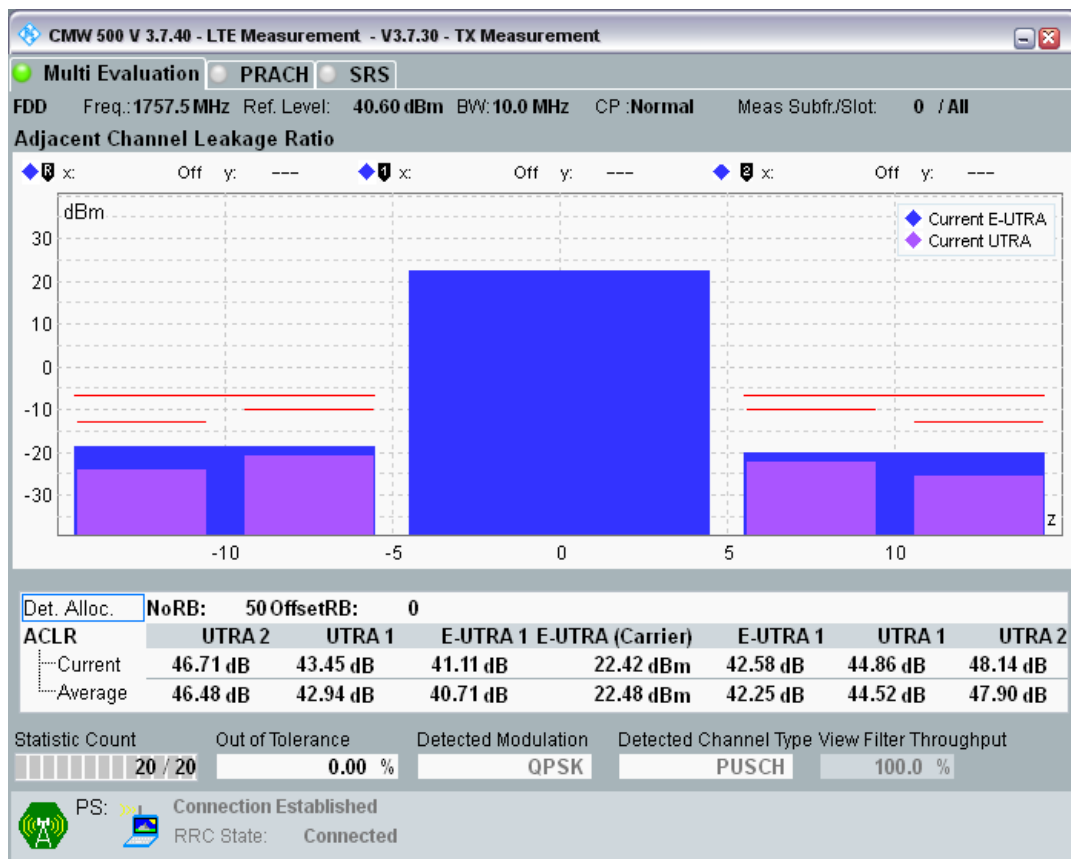 CMW 500 V 3.7.40 - LTE Measurement - V3.7.30 - TX Measurement
Multi Evaluation PRACH SRS
FDD Freq.:1757.5 MHz Ref. Level: 40.60 dBm BW:10.0 MHz CP :Normal Meas Subfr./Slot: 0 / All
Adjacent Channel Leakage Ratio
R x: Off y: --- 1 x: Off y: --- 2 x: Off y: ---
dBm
Current E-UTRA
Current UTRA
30
20
10
0
-10
-20
-30
z
-10 -5 0 5 10
Det. Alloc. NoRB: 50 OffsetRB: 0
ACLR UTRA 2 UTRA 1 E-UTRA 1 E-UTRA (Carrier) E-UTRA 1 UTRA 1 UTRA 2
Current 46.71 dB 43.45 dB 41.11 dB 22.42 dBm 42.58 dB 44.86 dB 48.14 dB
Average 46.48 dB 42.94 dB 40.71 dB 22.48 dBm 42.25 dB 44.52 dB 47.90 dB
Statistic Count Out of Tolerance Detected Modulation Detected Channel Type View Filter Throughput
20 / 20 0.00 % QPSK PUSCH 100.0 %
PS: Connection Established
RRC State: Connected